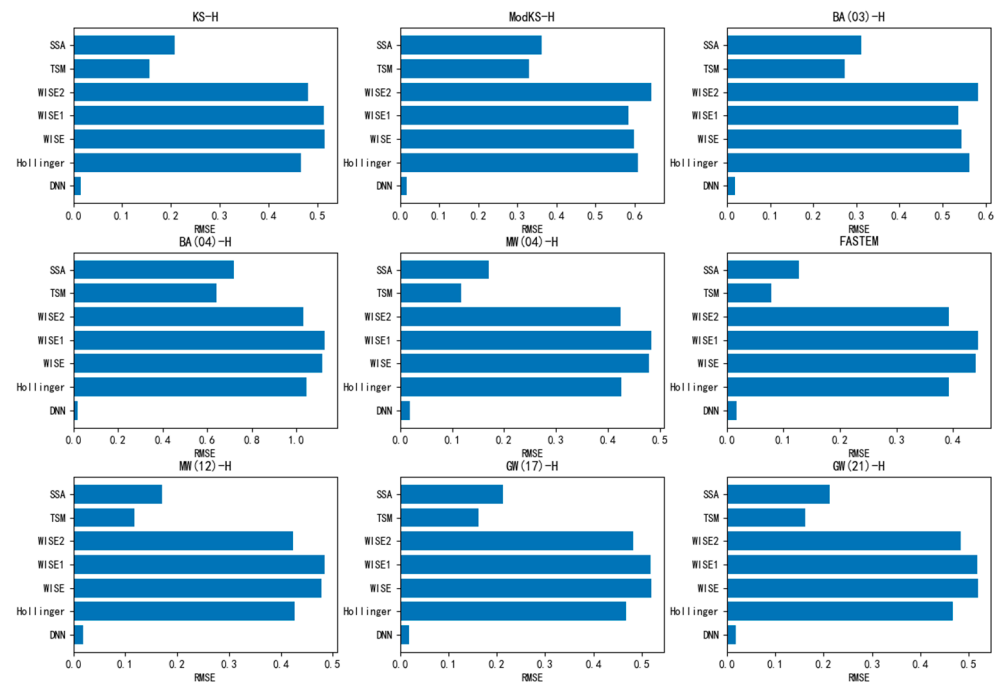 KS-H
SSA
TSM
WISE2
WISE1
WISE
Hollinger
DNN
0.0 0.1 0.2 0.3 0.4 0.5
RMSE
ModKS-H
SSA
TSM
WISE2
WISE1
WISE
Hollinger
DNN
0.0 0.1 0.2 0.3 0.4 0.5 0.6
RMSE
BA(03)-H
SSA
TSM
WISE2
WISE1
WISE
Hollinger
DNN
0.0 0.1 0.2 0.3 0.4 0.5 0.6
RMSE
BA(04)-H
SSA
TSM
WISE2
WISE1
WISE
Hollinger
DNN
0.0 0.2 0.4 0.6 0.8 1.0
RMSE
MW(04)-H
SSA
TSM
WISE2
WISE1
WISE
Hollinger
DNN
0.0 0.1 0.2 0.3 0.4 0.5
RMSE
FASTEM
SSA
TSM
WISE2
WISE1
WISE
Hollinger
DNN
0.0 0.1 0.2 0.3 0.4
RMSE
MW(12)-H
SSA
TSM
WISE2
WISE1
WISE
Hollinger
DNN
0.0 0.1 0.2 0.3 0.4 0.5
RMSE
GW(17)-H
SSA
TSM
WISE2
WISE1
WISE
Hollinger
DNN
0.0 0.1 0.2 0.3 0.4 0.5
RMSE
GW(21)-H
SSA
TSM
WISE2
WISE1
WISE
Hollinger
DNN
0.0 0.1 0.2 0.3 0.4 0.5
RMSE